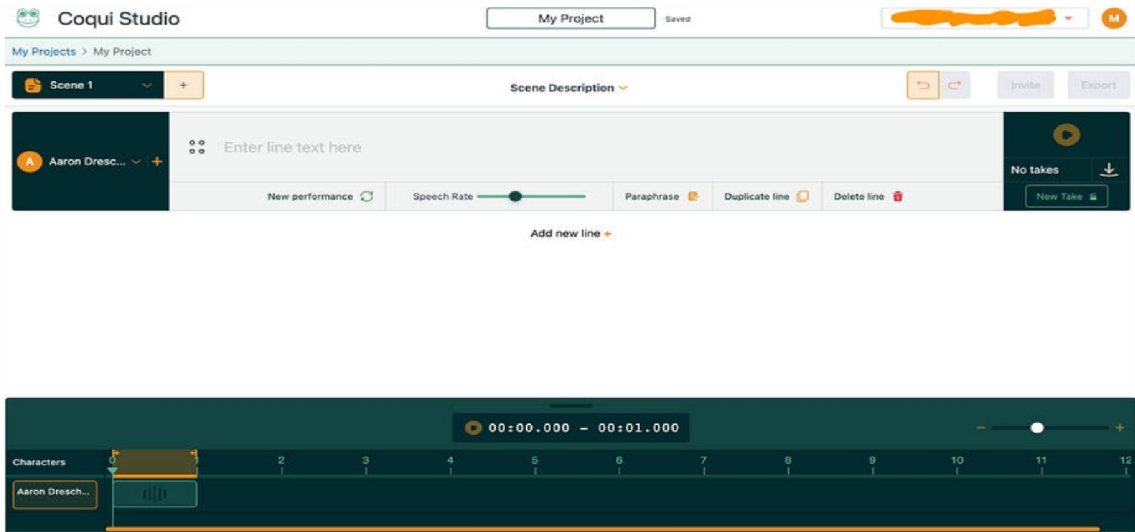 Coqui Studio My Project Saved M
My Projects > My Project
Scene 1 + Scene Description Invite Export
A Aaron Dresc... + Enter line text here
No takes
New performance Speech Rate Paraphrase Duplicate line Delete line New Take
Add new line +
00:00.000 – 00:01.000 - +
Characters 0 1 2 3 4 5 6 7 8 9 10 11 12
Aaron Dresch...